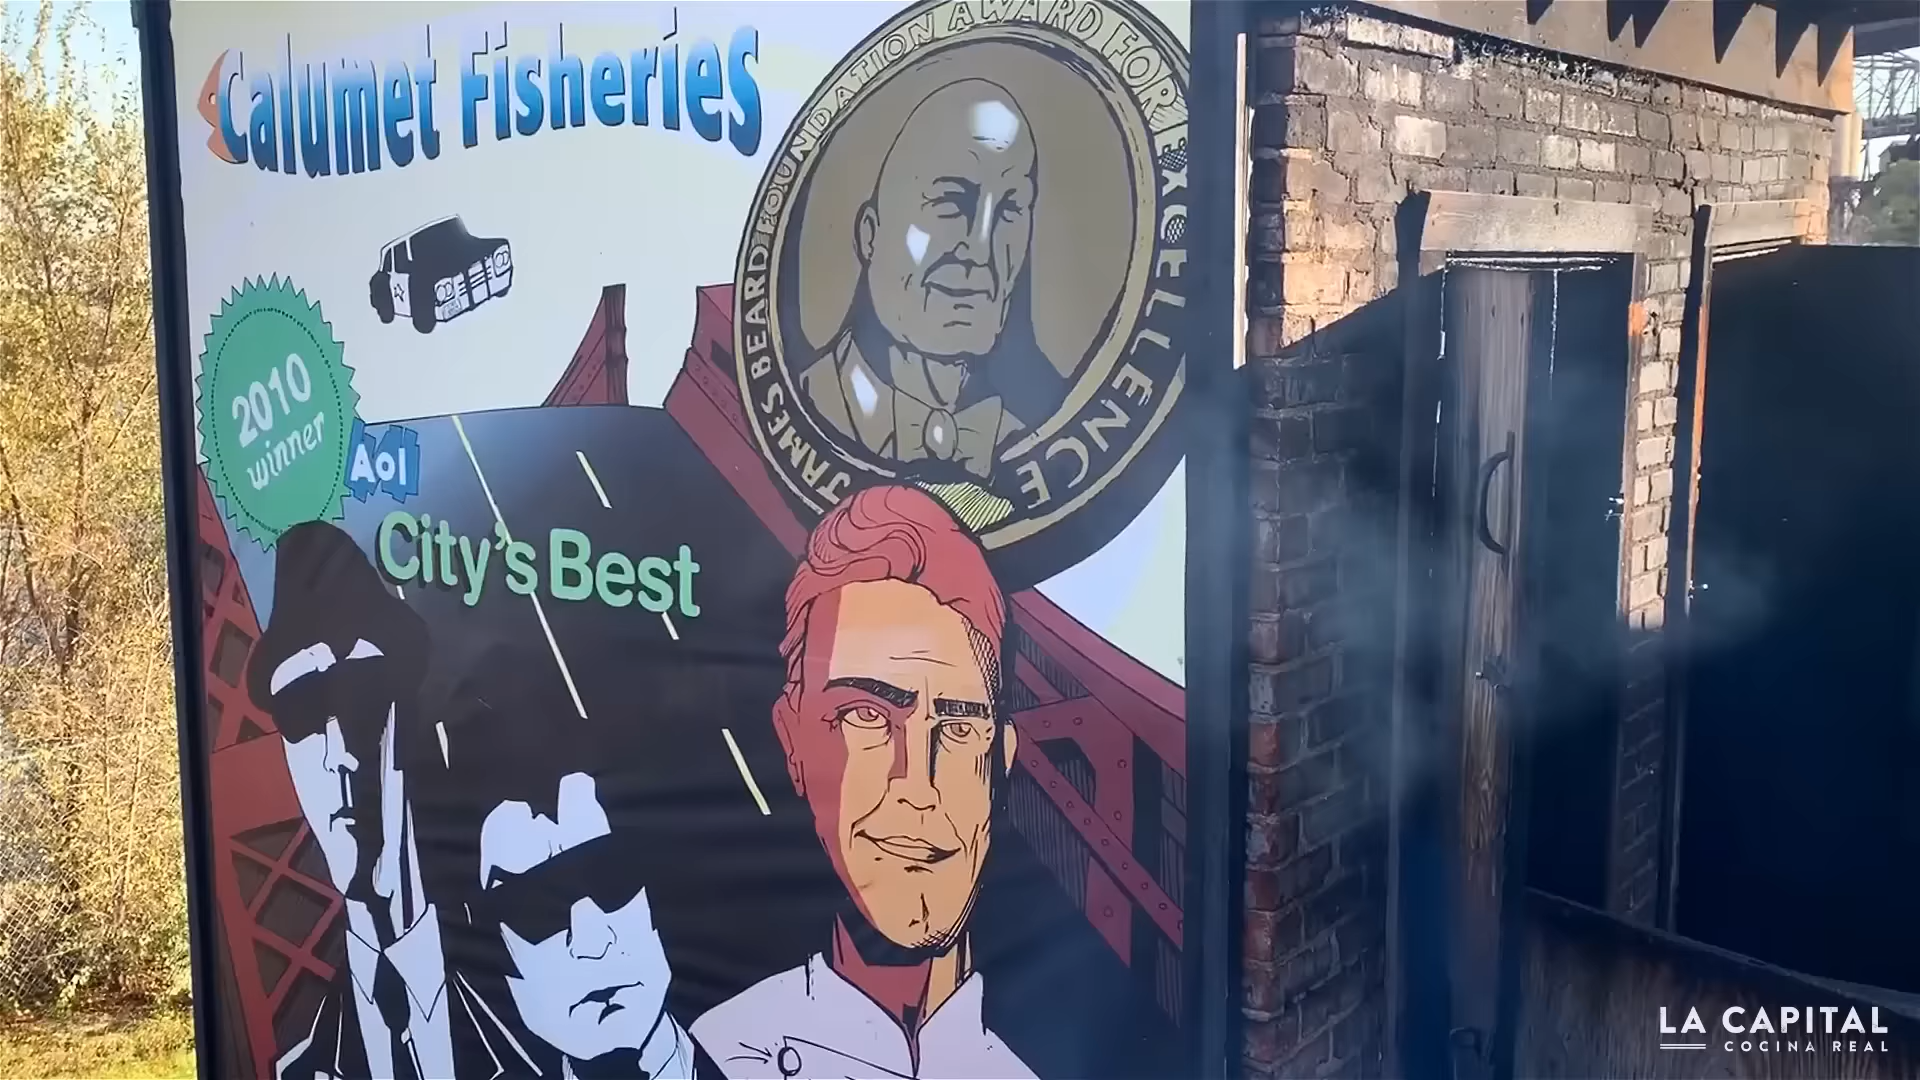 Calumet Fisheries
JAMES BEARD FOUNDATION AWARD FOR EXCELLENCE
2010
winner
Aol
City's Best
LA CAPITAL
COCINA REAL